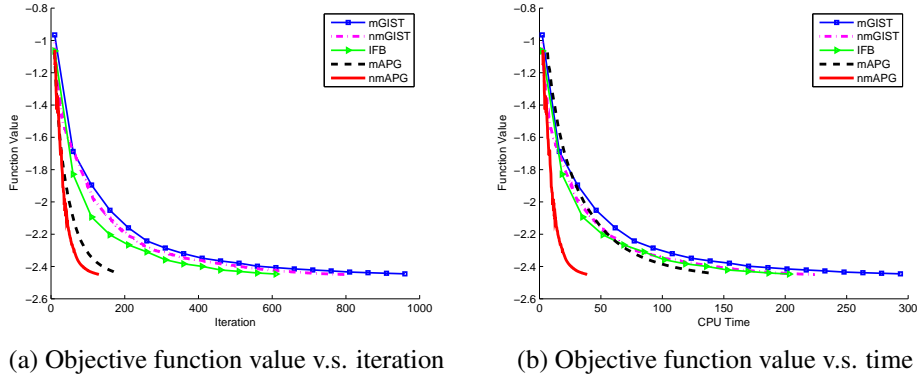 −0.8
−1
−1.2
−1.4
−1.6
−1.8
−2
−2.2
−2.4
−2.6
Function Value
0 200 400 600 800 1000
Iteration
mGIST
nmGIST
IFB
mAPG
nmAPG
(a) Objective function value v.s. iteration
−0.8
−1
−1.2
−1.4
−1.6
−1.8
−2
−2.2
−2.4
−2.6
Function Value
0 50 100 150 200 250 300
CPU Time
mGIST
nmGIST
IFB
mAPG
nmAPG
(b) Objective function value v.s. time